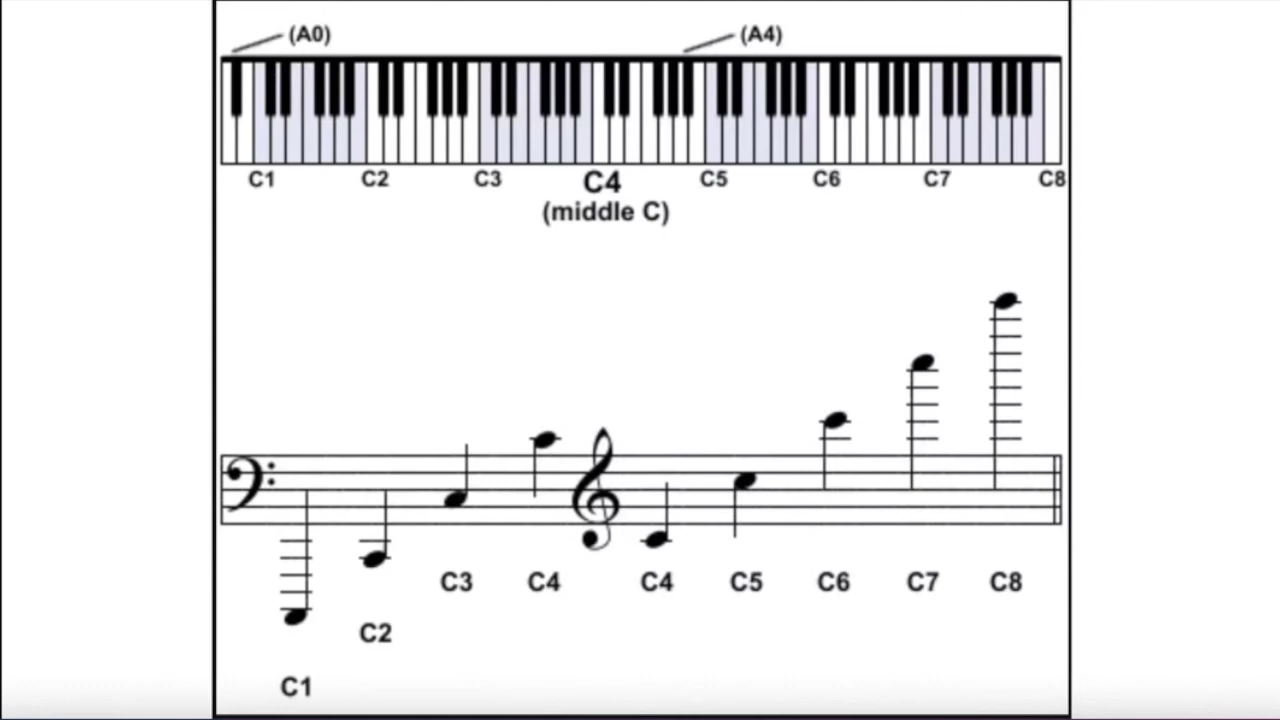 (A0) (A4)
C1 C2 C3 C4 C5 C6 C7 C8
(middle C)
C3 C4 C4 C5 C6 C7 C8
C2
C1